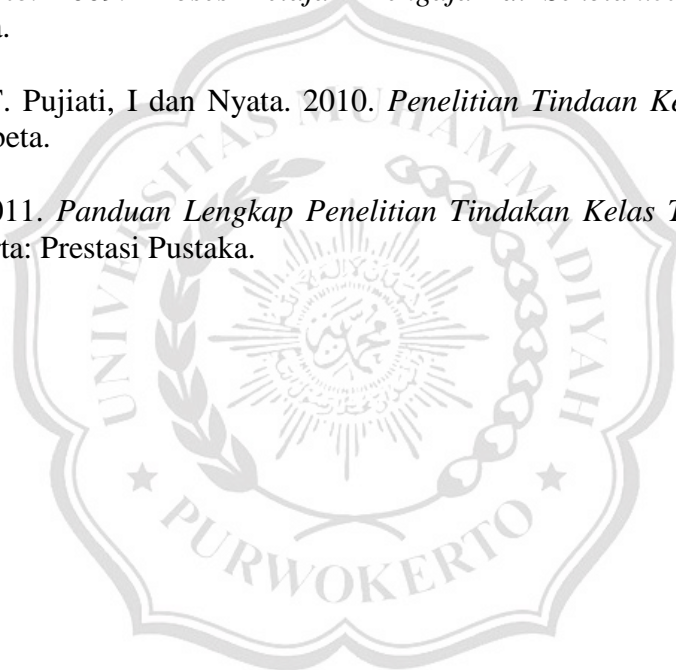 a.
T. Pujiati, I dan Nyata. 2010. Penelitian Tindaan Ke
beta.
011. Panduan Lengkap Penelitian Tindakan Kelas T
rta: Prestasi Pustaka.
UNIVERSITAS MUHAMMADIYAH
PURWOKERTO